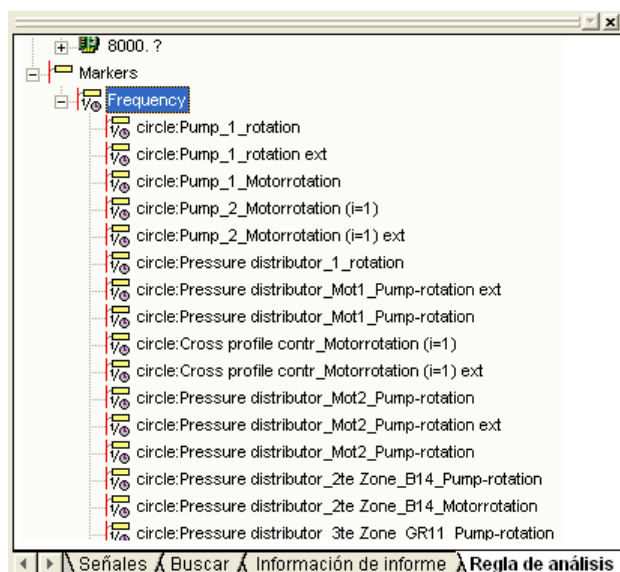 8000. ?
Markers
Frequency
circle:Pump_1_rotation
circle:Pump_1_rotation ext
circle:Pump_1_Motorrotation
circle:Pump_2_Motorrotation (i=1)
circle:Pump_2_Motorrotation (i=1) ext
circle:Pressure distributor_1_rotation
circle:Pressure distributor_Mot1_Pump-rotation ext
circle:Pressure distributor_Mot1_Pump-rotation
circle:Cross profile contr_Motorrotation (i=1)
circle:Cross profile contr_Motorrotation (i=1) ext
circle:Pressure distributor_Mot2_Pump-rotation
circle:Pressure distributor_Mot2_Pump-rotation ext
circle:Pressure distributor_Mot2_Pump-rotation
circle:Pressure distributor_2te Zone_B14_Pump-rotation
circle:Pressure distributor_2te Zone_B14_Motorrotation
circle:Pressure distributor_3te Zone_GR11_Pump-rotation
Señales Buscar Información de informe Regla de análisis